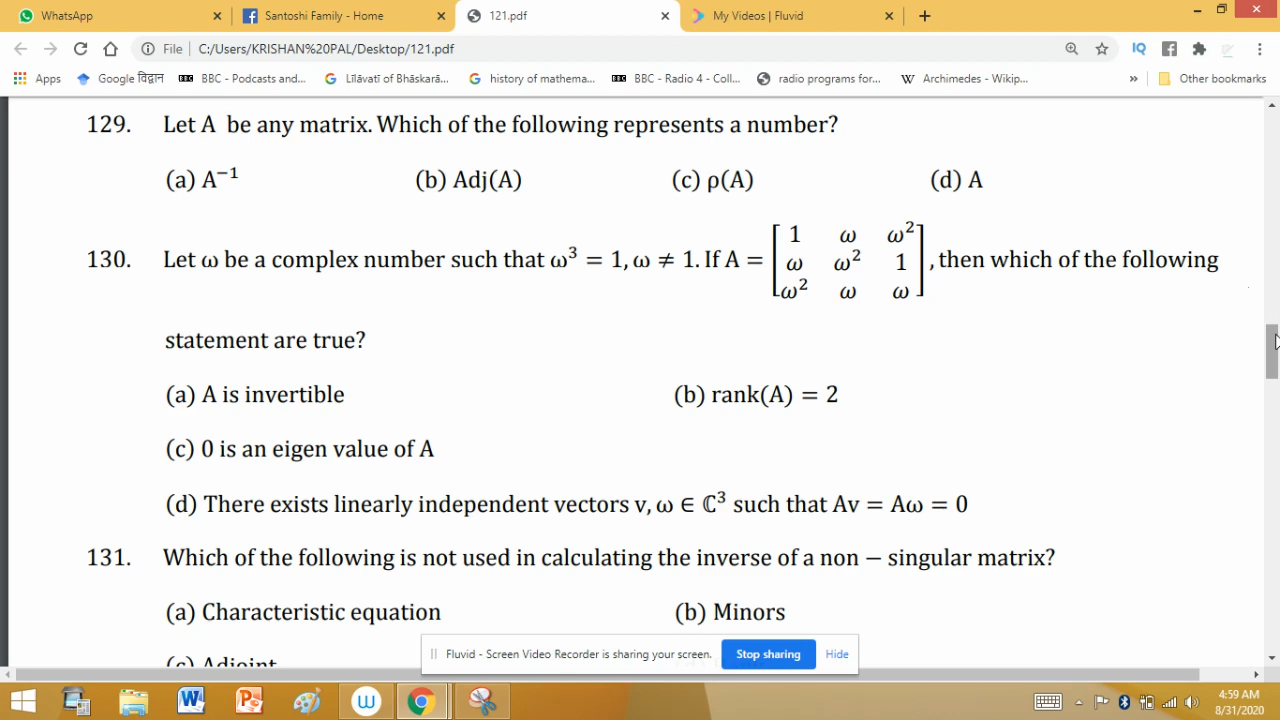 WhatsApp
Santoshi Family - Home
121.pdf
My Videos | Fluvid
File
C:/Users/KRISHAN%20PAL/Desktop/121.pdf
IQ
Apps
Google विद्वान
BBC - Podcasts and...
Līlāvatī of Bhāskarā...
history of mathema...
BBC - Radio 4 - Coll...
radio programs for...
Archimedes - Wikip...
Other bookmarks
129. Let A be any matrix. Which of the following represents a number?
(a) A⁻¹ (b) Adj(A) (c) ρ(A) (d) A
130. Let ω be a complex number such that ω³ = 1, ω ≠ 1. If A = [1 ω ω²
ω ω² 1
ω² ω ω], then which of the following
statement are true?
(a) A is invertible (b) rank(A) = 2
(c) 0 is an eigen value of A
(d) There exists linearly independent vectors v, ω ∈ ℂ³ such that Av = Aω = 0
131. Which of the following is not used in calculating the inverse of a non − singular matrix?
(a) Characteristic equation (b) Minors
(c) Adjoint
Fluvid - Screen Video Recorder is sharing your screen. Stop sharing Hide
4:59 AM
8/31/2020